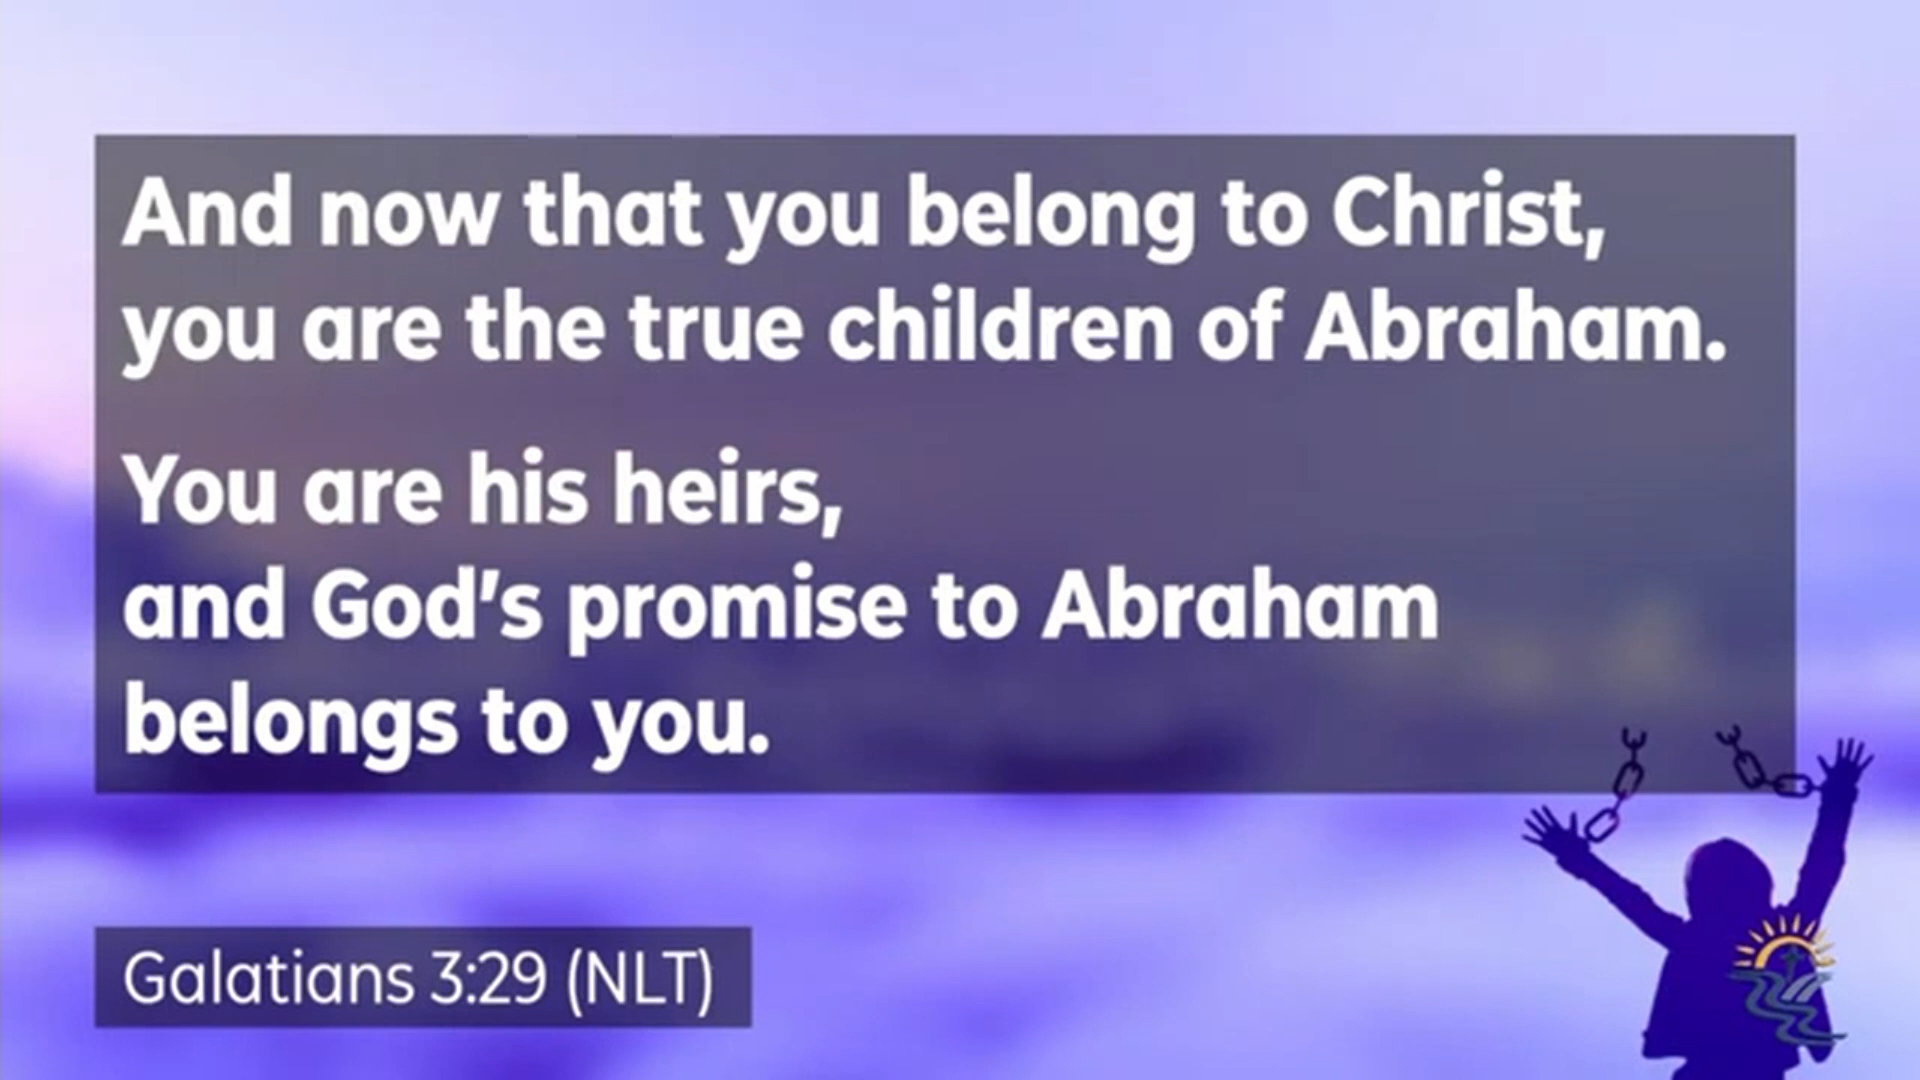 And now that you belong to Christ,
you are the true children of Abraham.
You are his heirs,
and God's promise to Abraham
belongs to you.
Galatians 3:29 (NLT)